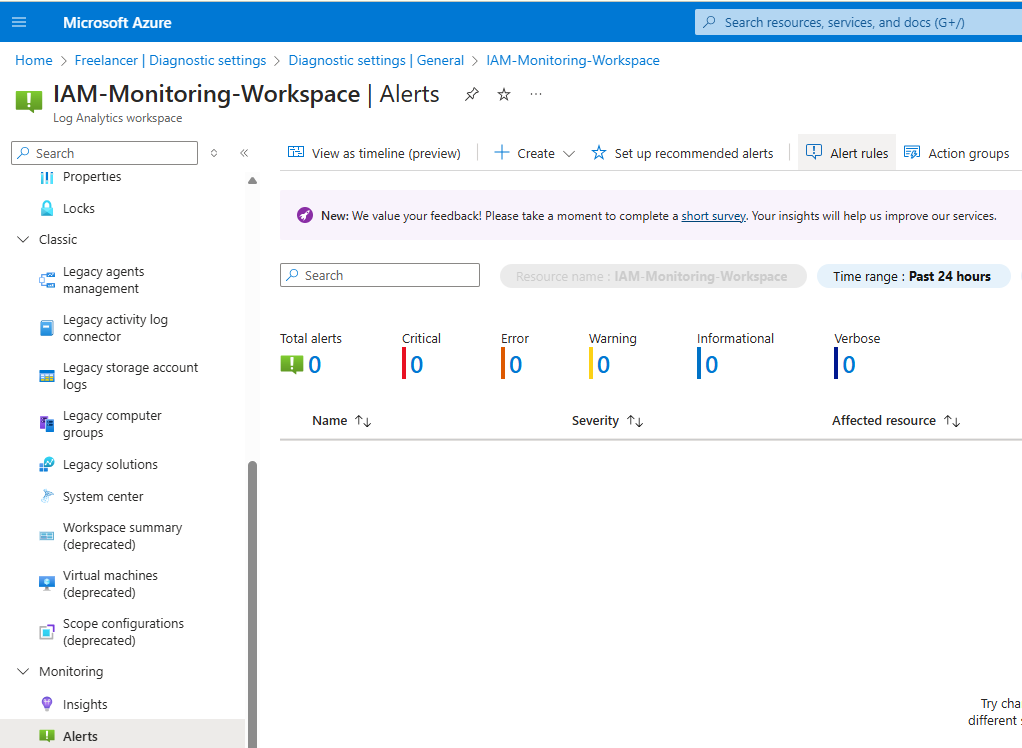 Microsoft Azure
Search resources, services, and docs (G+/)
Home > Freelancer | Diagnostic settings > Diagnostic settings | General > IAM-Monitoring-Workspace
IAM-Monitoring-Workspace | Alerts
Log Analytics workspace
Search
Properties
Locks
Classic
Legacy agents
management
Legacy activity log
connector
Legacy storage account
logs
Legacy computer
groups
Legacy solutions
System center
Workspace summary
(deprecated)
Virtual machines
(deprecated)
Scope configurations
(deprecated)
Monitoring
Insights
Alerts
View as timeline (preview)
Create
Set up recommended alerts
Alert rules
Action groups
New: We value your feedback! Please take a moment to complete a short survey. Your insights will help us improve our services.
Search
Resource name : IAM-Monitoring-Workspace
Time range : Past 24 hours
Total alerts Critical Error Warning Informational Verbose
0 0 0 0 0 0
Name Severity Affected resource
Try cha
different